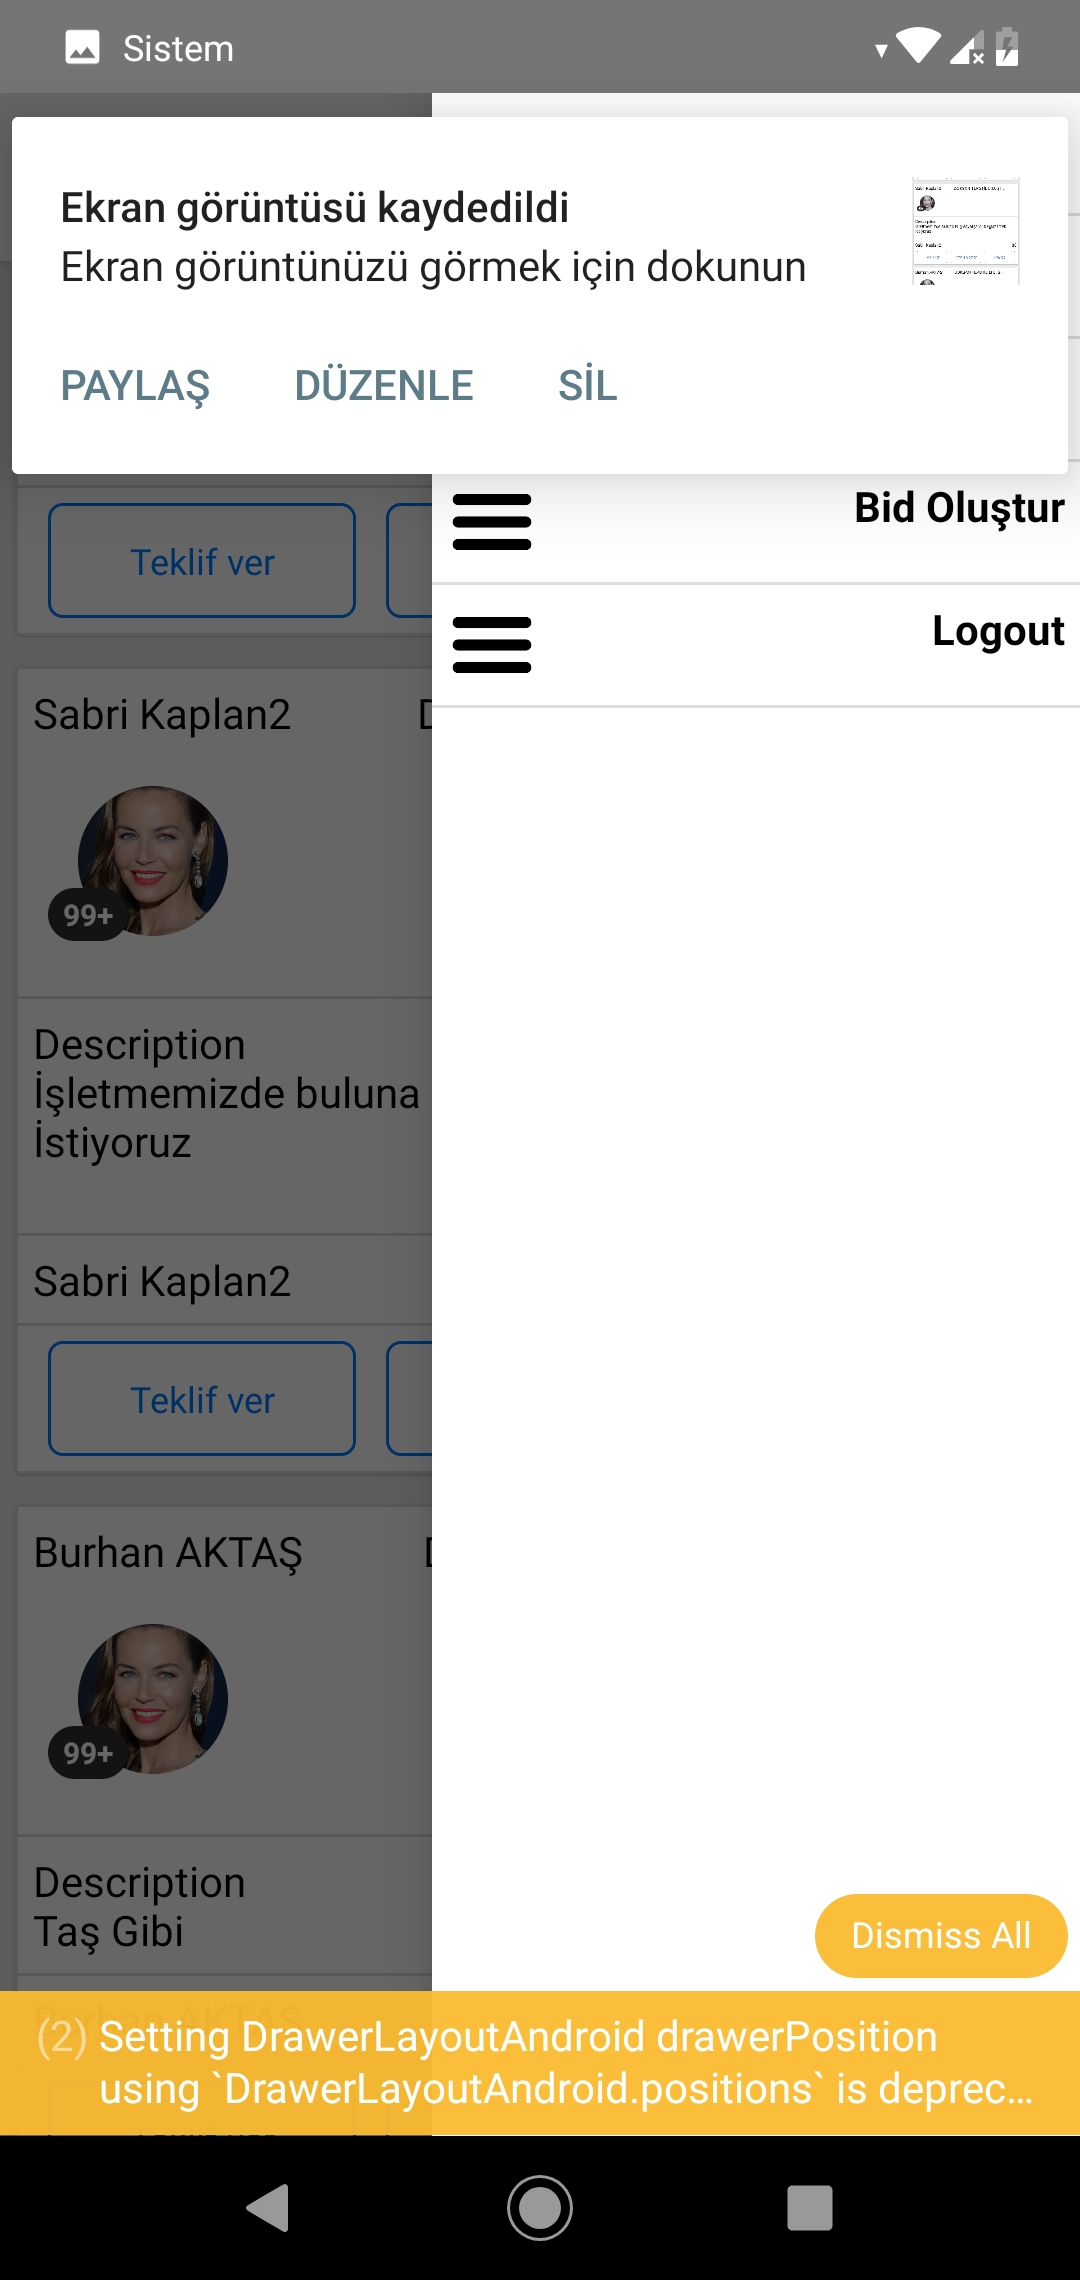 Sistem
Ekran görüntüsü kaydedildi
Ekran görüntünüzü görmek için dokunun
PAYLAŞ DÜZENLE SİL
Bid Oluştur
Teklif ver
Logout
Sabri Kaplan2
99+
Description
İşletmemizde buluna
İstiyoruz
Sabri Kaplan2
Teklif ver
Burhan AKTAŞ
99+
Description
Taş Gibi
Dismiss All
Burhan AKTAŞ
(2) Setting DrawerLayoutAndroid drawerPosition
using `DrawerLayoutAndroid.positions` is deprec...